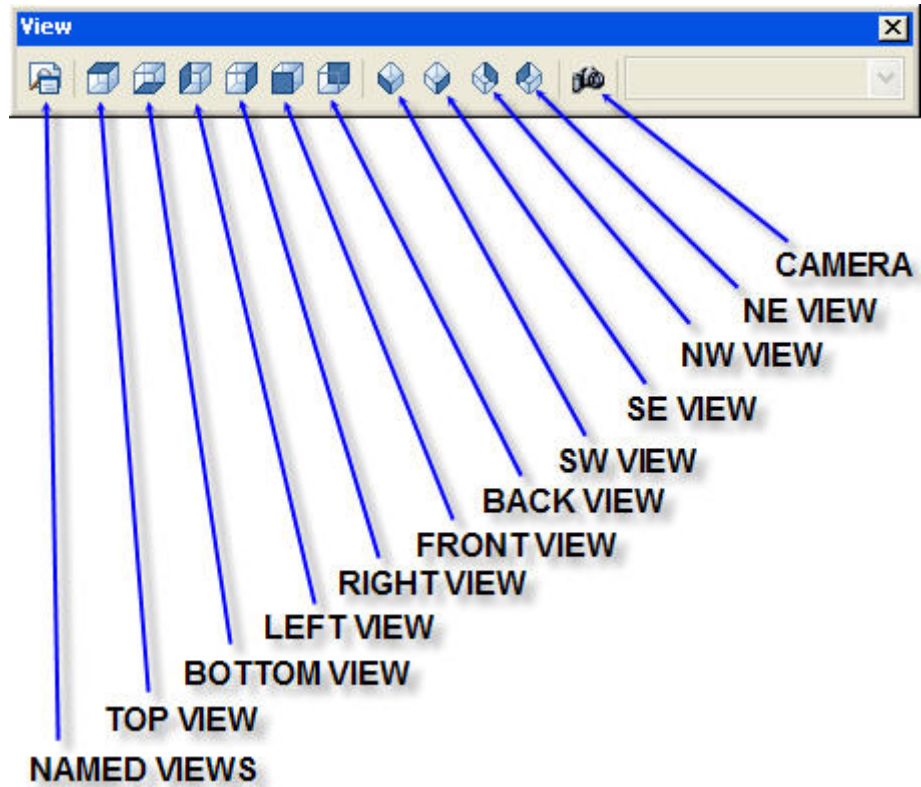 View
CAMERA
NE VIEW
NW VIEW
SE VIEW
SW VIEW
BACK VIEW
FRONT VIEW
RIGHT VIEW
LEFT VIEW
BOTTOM VIEW
TOP VIEW
NAMED VIEWS